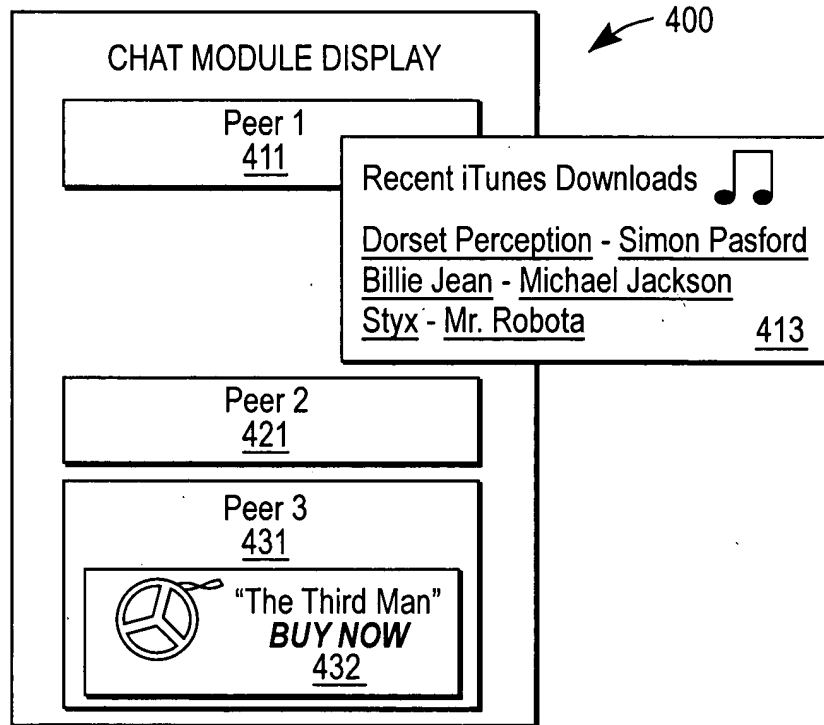 400
CHAT MODULE DISPLAY
Peer 1
411
Recent iTunes Downloads
Dorset Perception - Simon Pasford
Billie Jean - Michael Jackson
Styx - Mr. Robota
413
Peer 2
421
Peer 3
431
“The Third Man”
BUY NOW
432